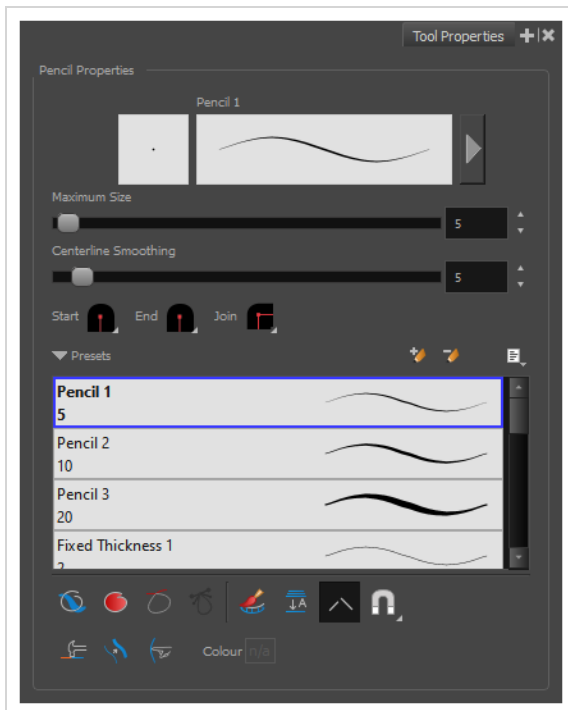 Tool Properties
Pencil Properties
Pencil 1
Maximum Size
5
Centerline Smoothing
5
Start End Join
Presets
Pencil 1
5
Pencil 2
10
Pencil 3
20
Fixed Thickness 1
2
Colour n/a